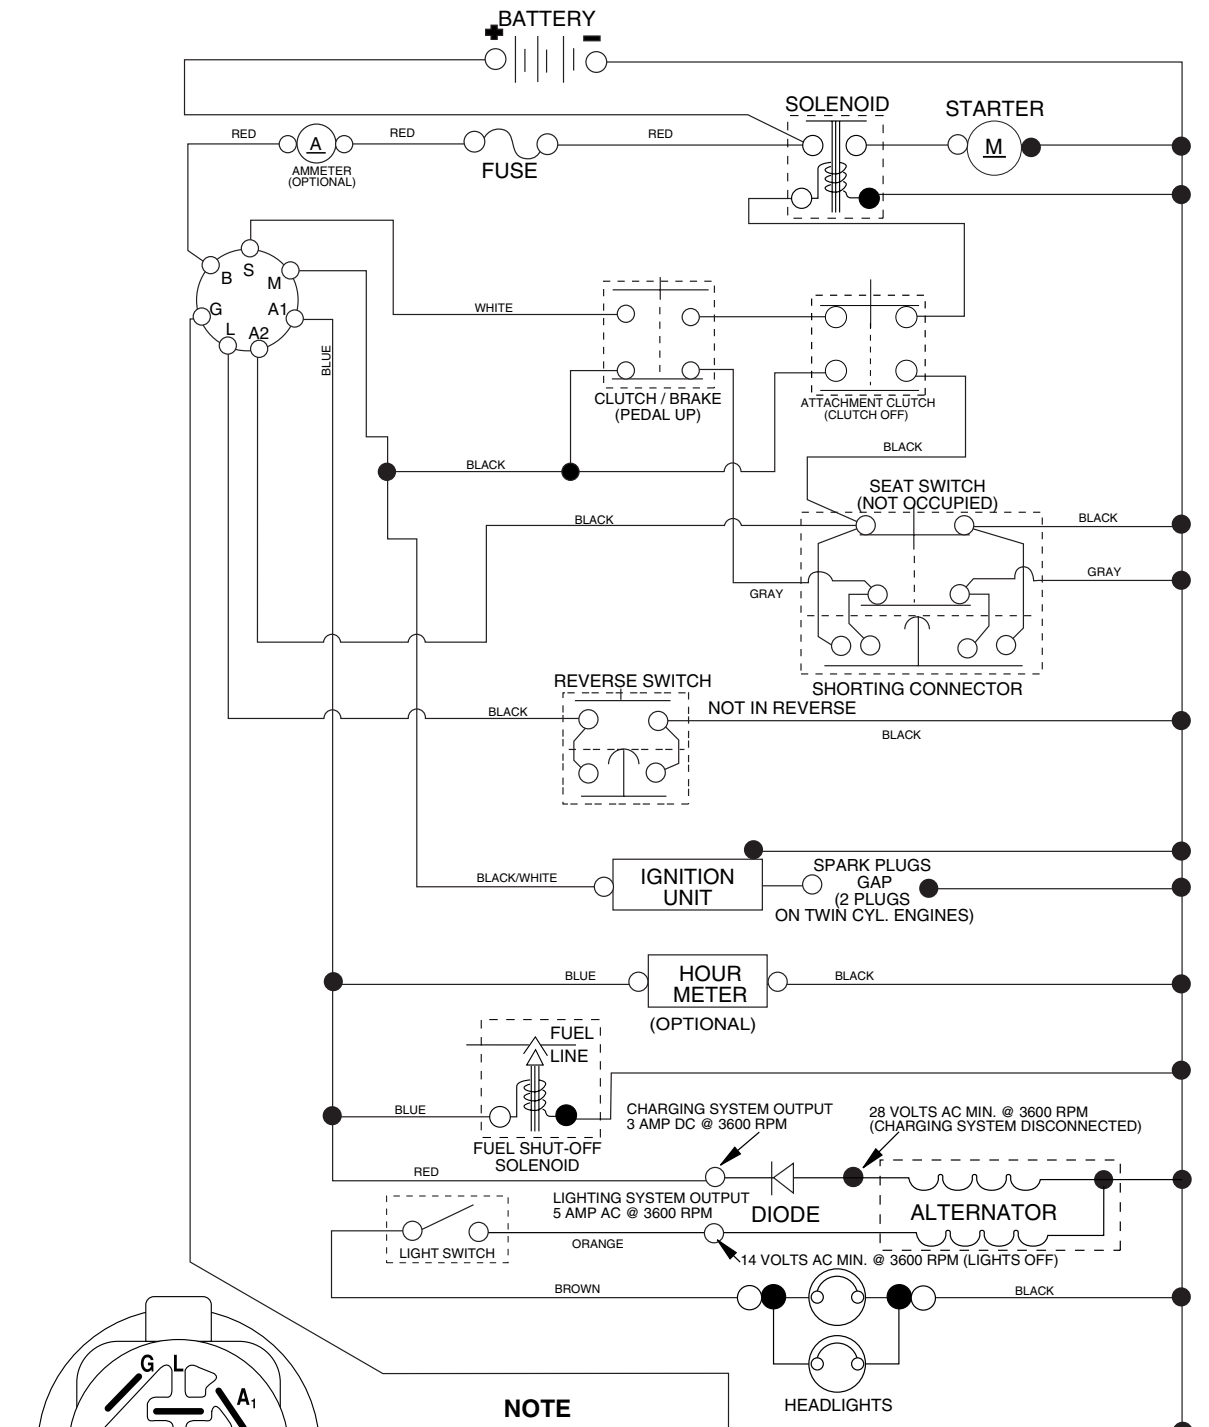 BATTERY
SOLENOID
STARTER
RED
A
RED
RED
M
AMMETER
(OPTIONAL)
FUSE
B
S
M
G
A1
L
A2
WHITE
BLUE
CLUTCH / BRAKE
(PEDAL UP)
ATTACHMENT CLUTCH
(CLUTCH OFF)
BLACK
BLACK
SEAT SWITCH
(NOT OCCUPIED)
BLACK
BLACK
GRAY
GRAY
REVERSE SWITCH
SHORTING CONNECTOR
BLACK
NOT IN REVERSE
BLACK
BLACK/WHITE
IGNITION
UNIT
SPARK PLUGS
GAP
(2 PLUGS
ON TWIN CYL. ENGINES)
BLUE
HOUR
METER
BLACK
(OPTIONAL)
FUEL
LINE
BLUE
FUEL SHUT-OFF
SOLENOID
CHARGING SYSTEM OUTPUT
3 AMP DC @ 3600 RPM
28 VOLTS AC MIN. @ 3600 RPM
(CHARGING SYSTEM DISCONNECTED)
RED
LIGHTING SYSTEM OUTPUT
5 AMP AC @ 3600 RPM
DIODE
ALTERNATOR
LIGHT SWITCH
ORANGE
14 VOLTS AC MIN. @ 3600 RPM (LIGHTS OFF)
BROWN
BLACK
HEADLIGHTS
G
L
A1
NOTE